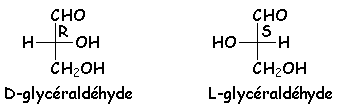 CHO CHO
R S
H OH HO H
CH2OH CH2OH
D-glycéraldéhyde L-glycéraldéhyde